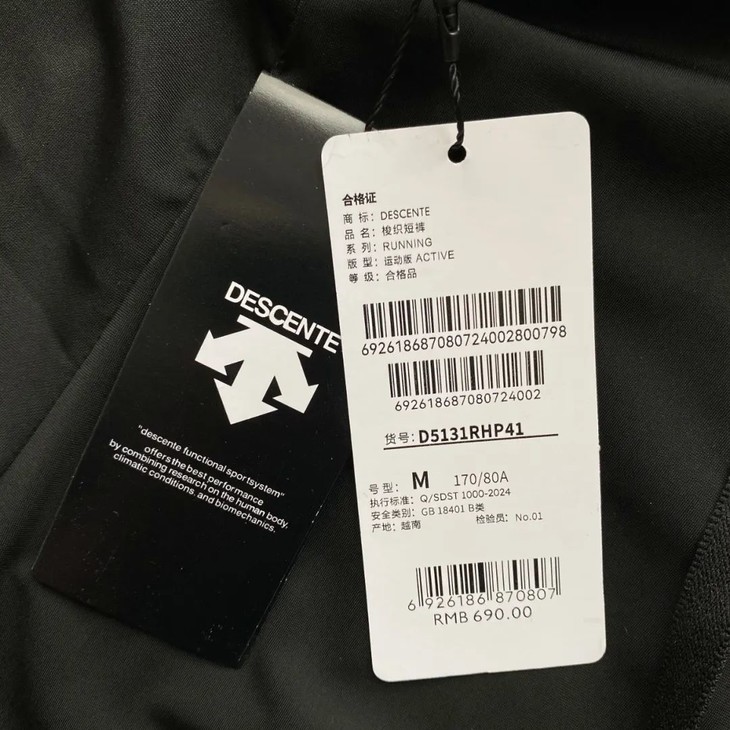 DESCENTE
"descente functional sportsystem"
offers the best performance
by combining research on the human body,
climatic conditions, and biomechanics.
合格证
商 标: DESCENTE
品 名: 梭织短裤
系 列: RUNNING
版 型: 运动版 ACTIVE
等 级: 合格品
692618687080724002800798
692618687080724002
货号: D5131RHP41
号 型: M 170/80A
执行标准: Q/SDST 1000-2024
安全类别: GB 18401 B类
产地: 越南 检验员: No.01
6 926186 870807
RMB 690.00